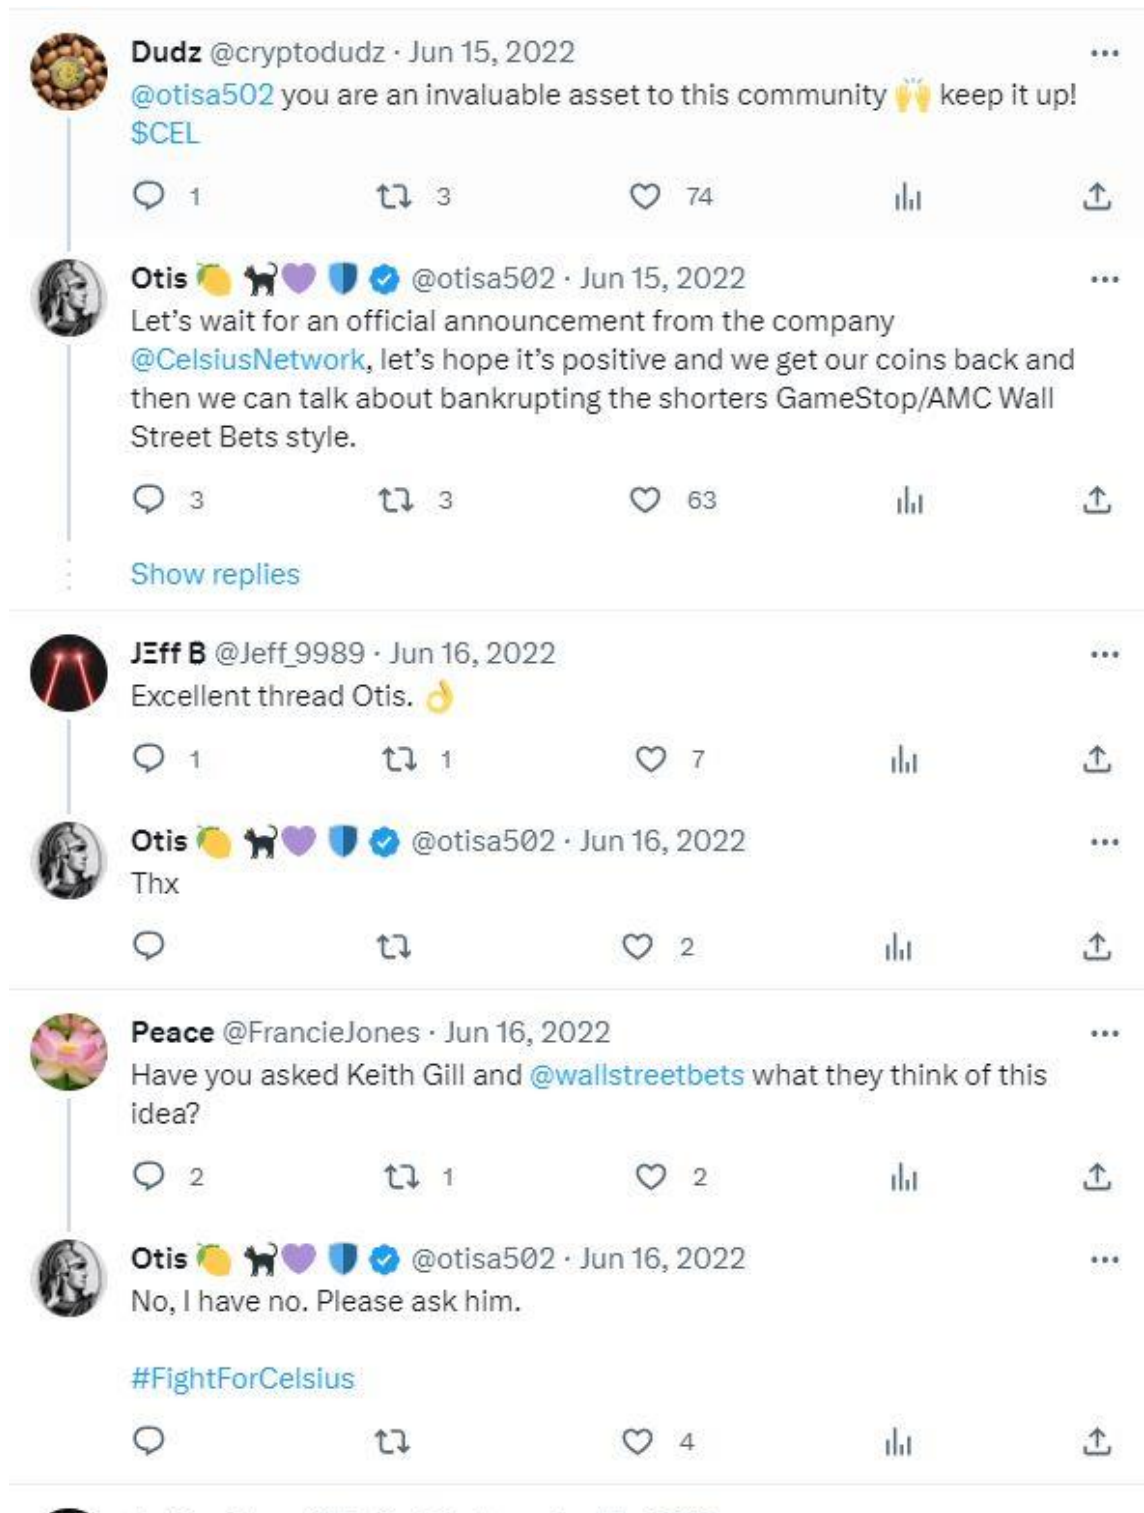 Dudz @cryptodudz · Jun 15, 2022
@otisa502 you are an invaluable asset to this community 🙌 keep it up!
$CEL
1 3 74
Otis 🍋 🐈‍⬛💜 🛡️ @otisa502 · Jun 15, 2022
Let's wait for an official announcement from the company
@CelsiusNetwork, let's hope it's positive and we get our coins back and
then we can talk about bankrupting the shorters GameStop/AMC Wall
Street Bets style.
3 3 63
Show replies
JΞff B @Jeff_9989 · Jun 16, 2022
Excellent thread Otis. 👌
1 1 7
Otis 🍋 🐈‍⬛💜 🛡️ @otisa502 · Jun 16, 2022
Thx
2
Peace @FrancieJones · Jun 16, 2022
Have you asked Keith Gill and @wallstreetbets what they think of this
idea?
2 1 2
Otis 🍋 🐈‍⬛💜 🛡️ @otisa502 · Jun 16, 2022
No, I have no. Please ask him.
#FightForCelsius
4